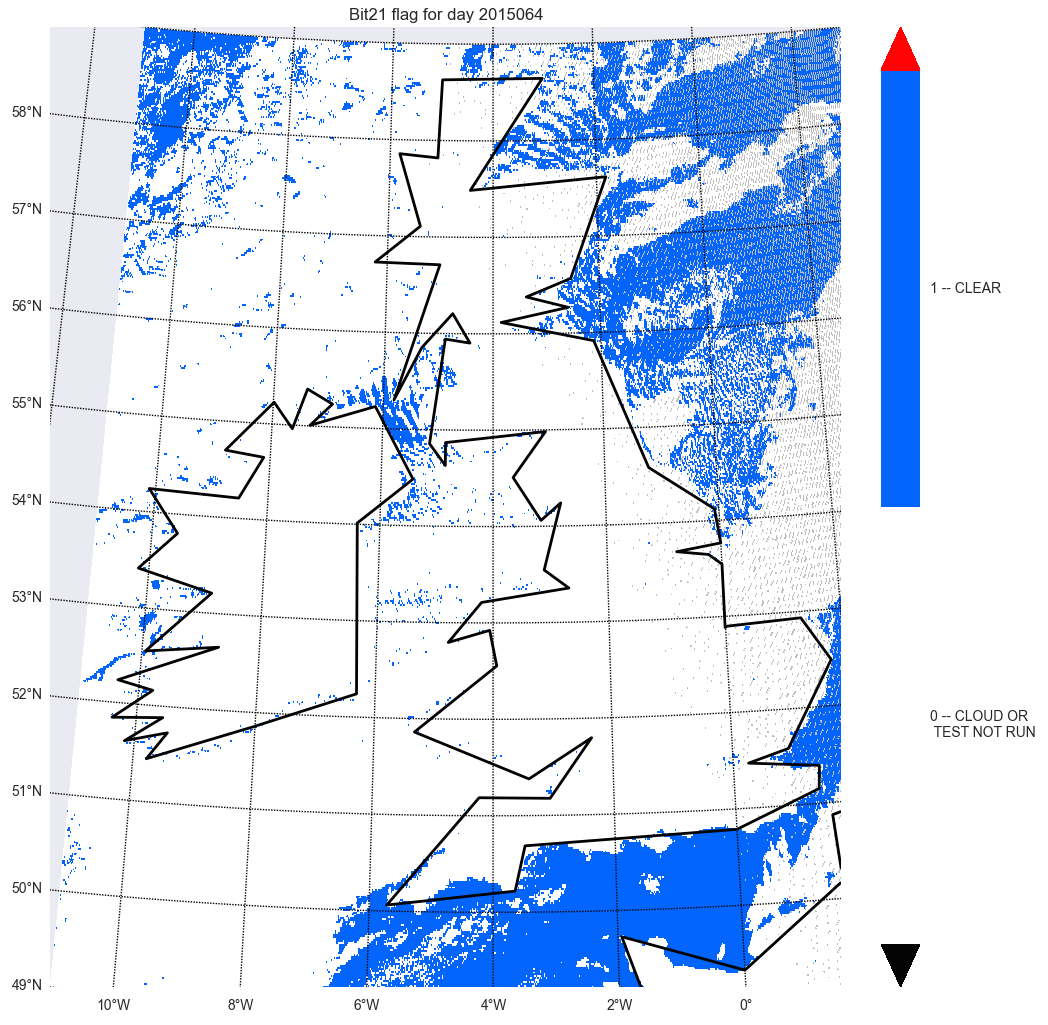 Bit21 flag for day 2015064
58°N
57°N
56°N
55°N
54°N
53°N
52°N
51°N
50°N
49°N
10°W
8°W
6°W
4°W
2°W
0°
1 -- CLEAR
0 -- CLOUD OR
TEST NOT RUN